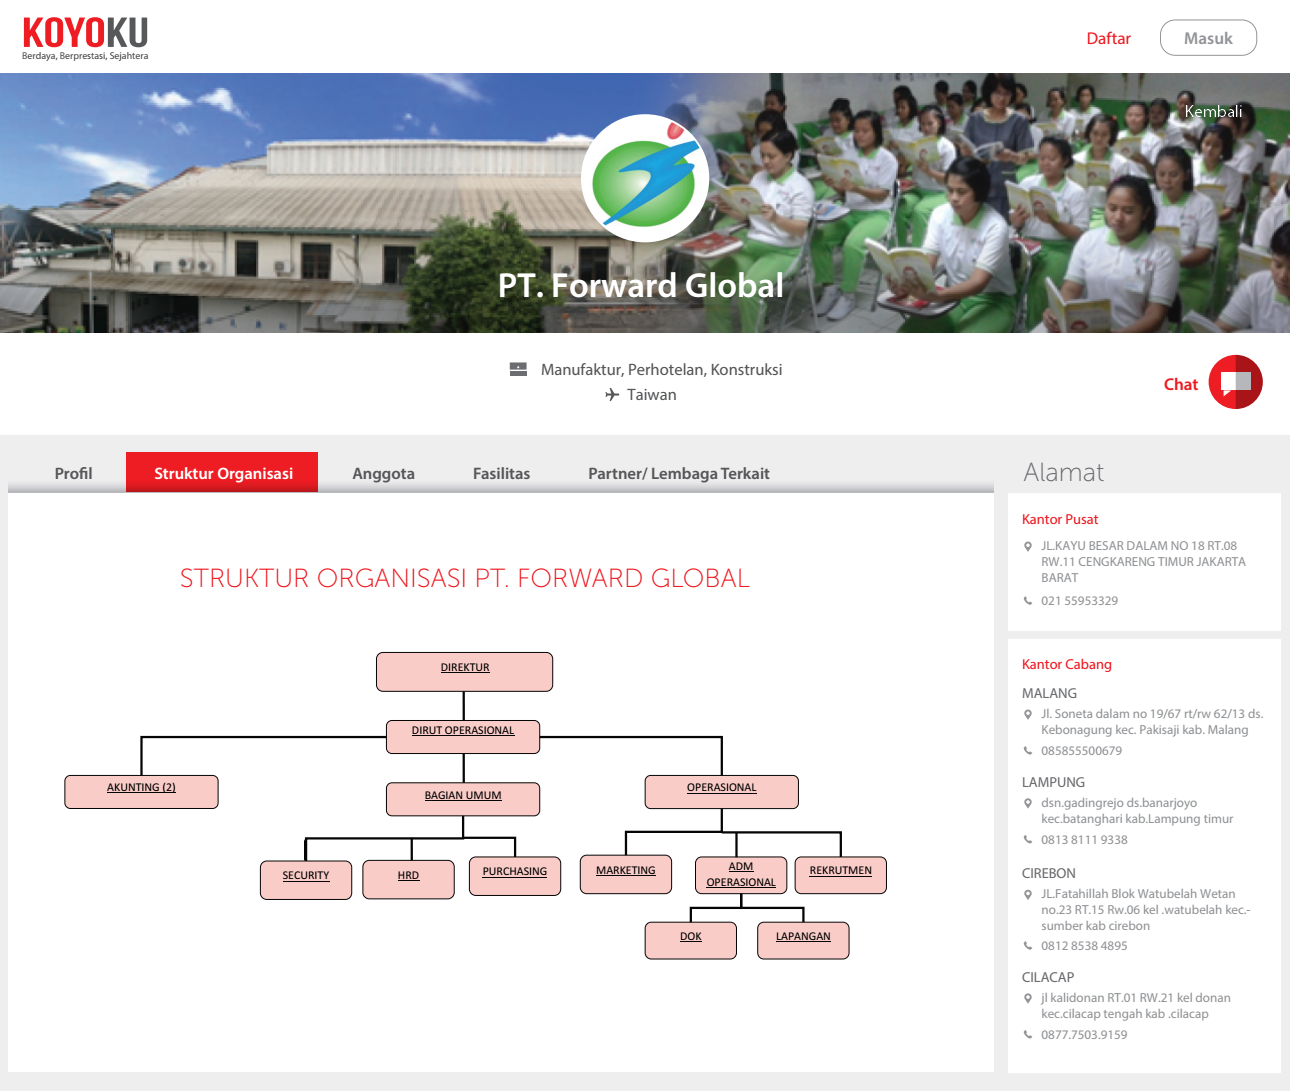 KOYOKU
Berdaya, Berprestasi, Sejahtera
Daftar
Masuk
Kembali
PT. Forward Global
Manufaktur, Perhotelan, Konstruksi
Taiwan
Chat
Profil
Struktur Organisasi
Anggota
Fasilitas
Partner/ Lembaga Terkait
STRUKTUR ORGANISASI PT. FORWARD GLOBAL
DIREKTUR
DIRUT OPERASIONAL
AKUNTING (2)
BAGIAN UMUM
OPERASIONAL
SECURITY
HRD
PURCHASING
MARKETING
ADM
OPERASIONAL
REKRUTMEN
DOK
LAPANGAN
Alamat
Kantor Pusat
JL.KAYU BESAR DALAM NO 18 RT.08
RW.11 CENGKARENG TIMUR JAKARTA
BARAT
021 55953329
Kantor Cabang
MALANG
Jl. Soneta dalam no 19/67 rt/rw 62/13 ds.
Kebonagung kec. Pakisaji kab. Malang
085855500679
LAMPUNG
dsn.gadingrejo ds.banarjoyo
kec.batanghari kab.Lampung timur
0813 8111 9338
CIREBON
JL.Fatahillah Blok Watubelah Wetan
no.23 RT.15 Rw.06 kel .watubelah kec.-
sumber kab cirebon
0812 8538 4895
CILACAP
jl kalidonan RT.01 RW.21 kel donan
kec.cilacap tengah kab .cilacap
0877.7503.9159